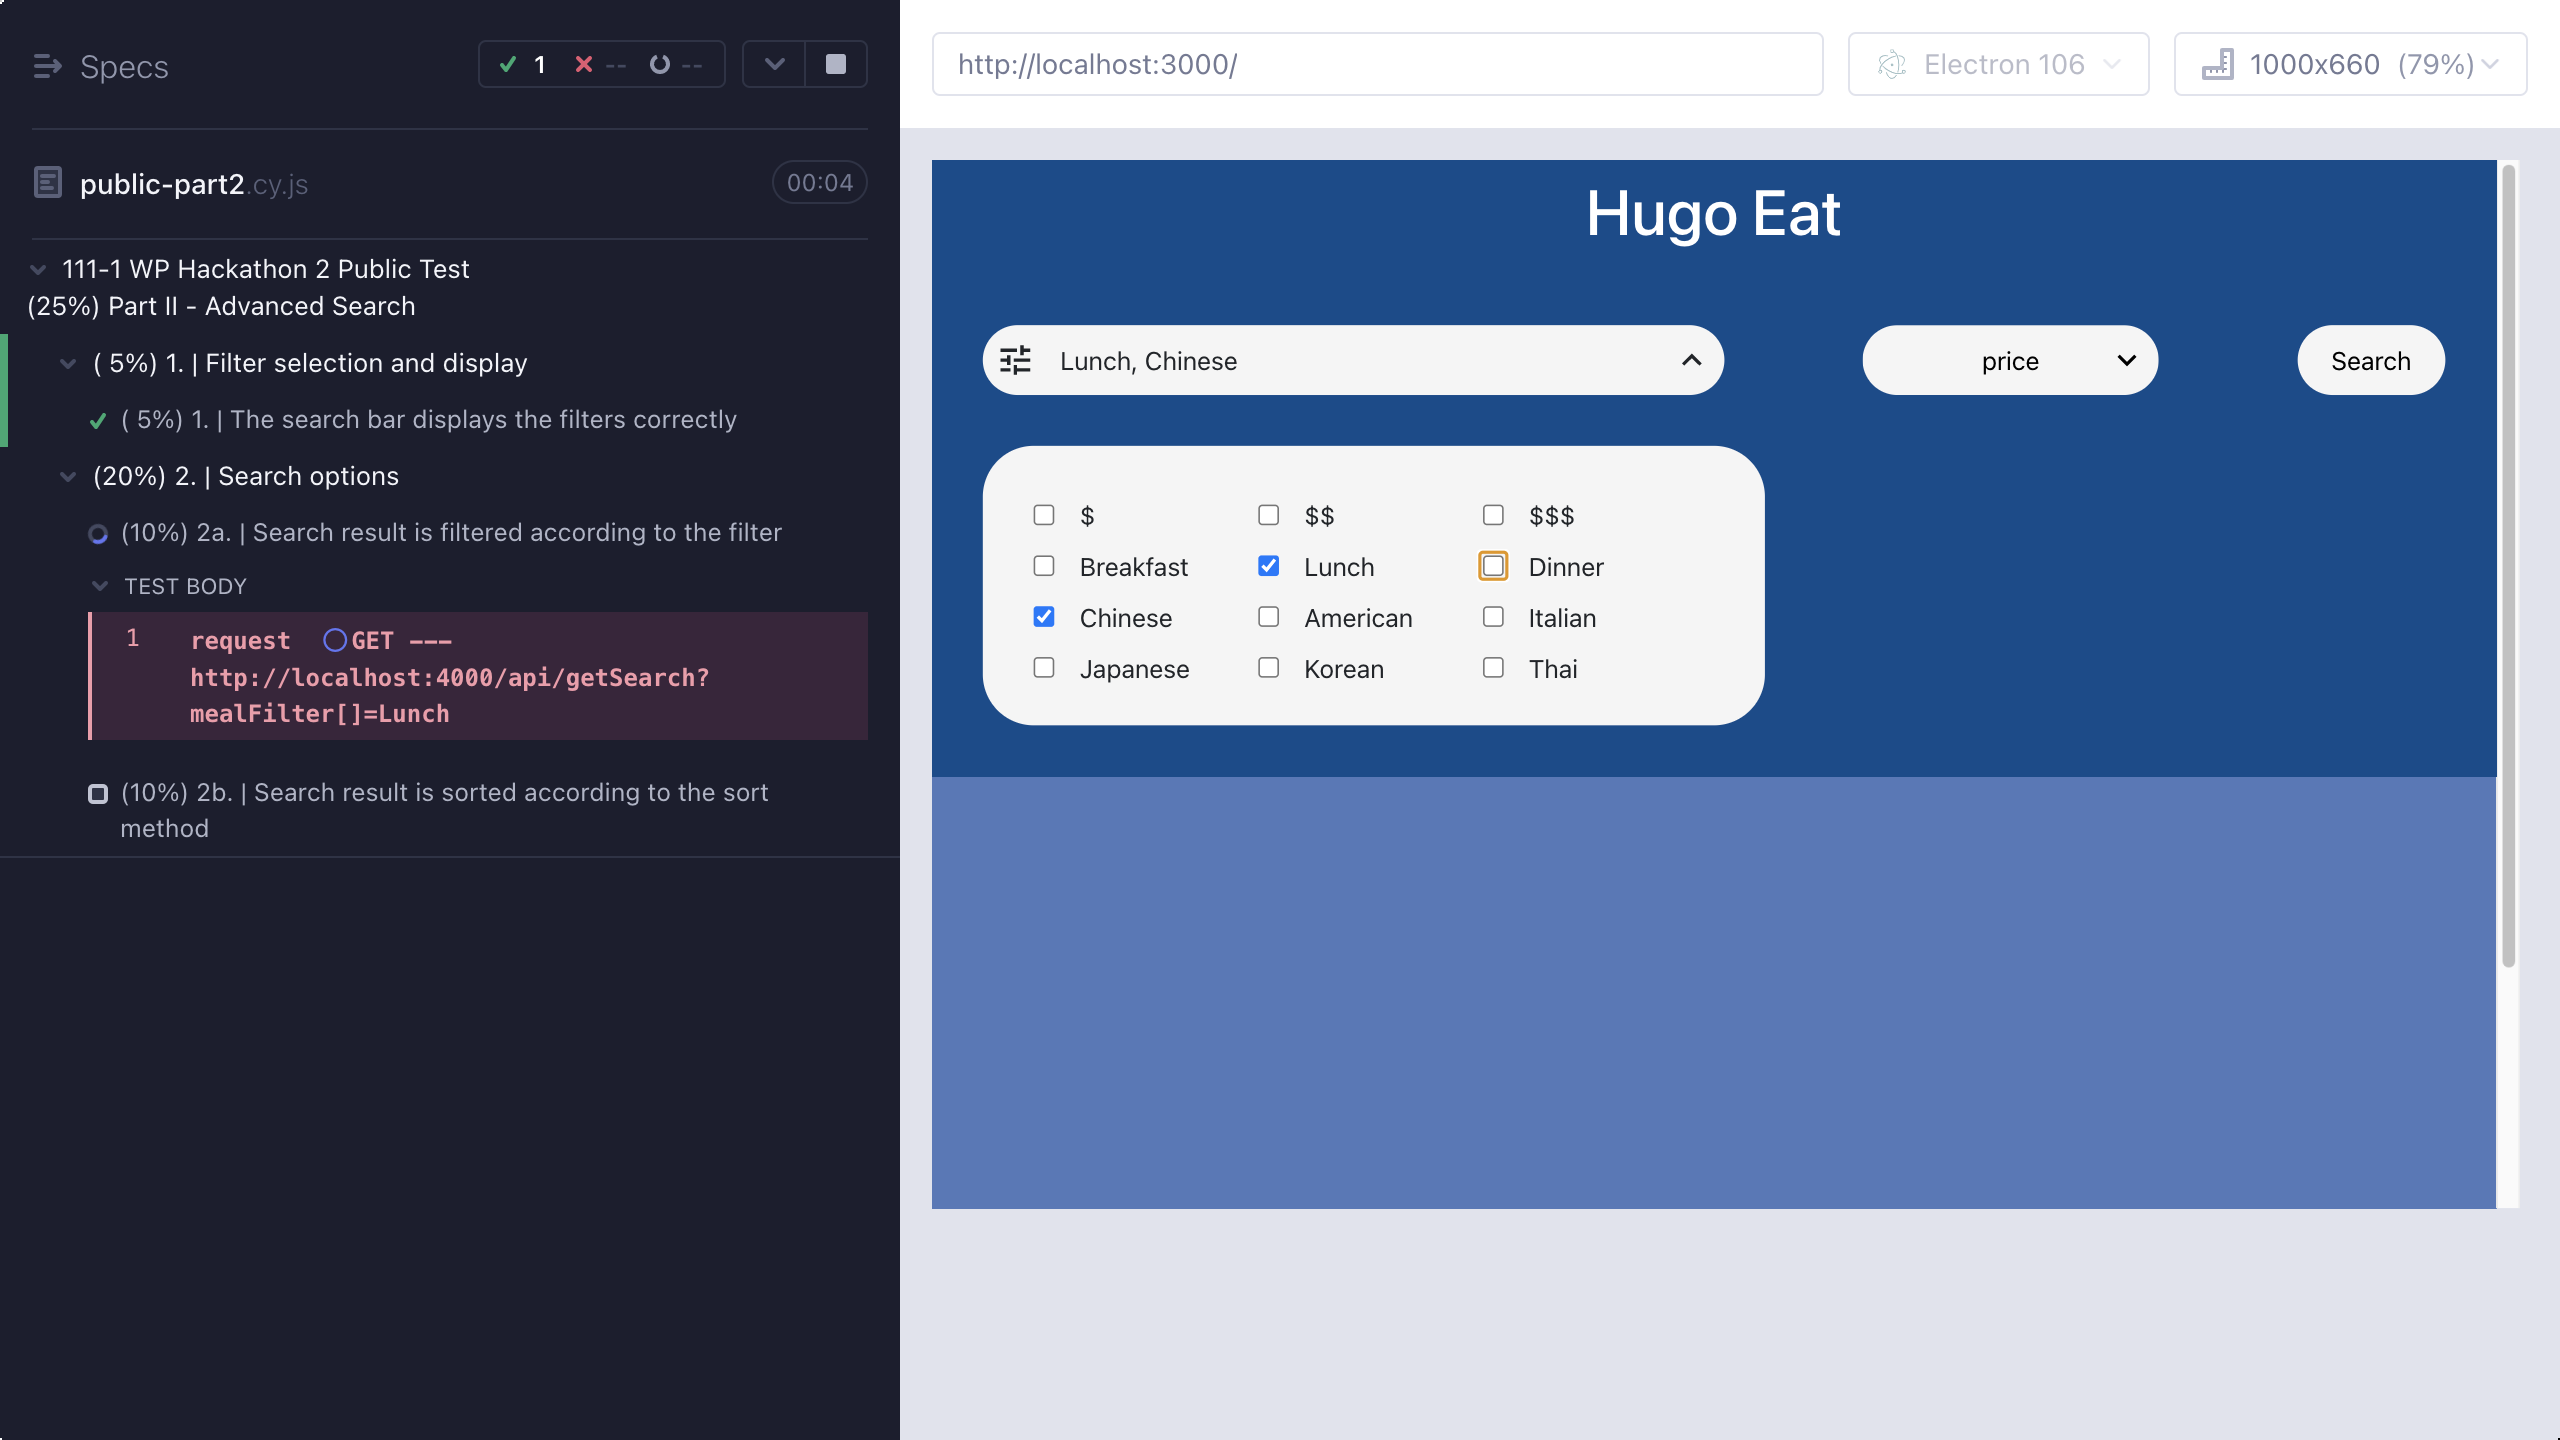 Specs
1 -- --
public-part2.cy.js
00:04
111-1 WP Hackathon 2 Public Test
(25%) Part II - Advanced Search
( 5%) 1. | Filter selection and display
( 5%) 1. | The search bar displays the filters correctly
(20%) 2. | Search options
(10%) 2a. | Search result is filtered according to the filter
TEST BODY
1 request GET ---
http://localhost:4000/api/getSearch?
mealFilter[]=Lunch
(10%) 2b. | Search result is sorted according to the sort
method
http://localhost:3000/
Electron 106
1000x660 (79%)
Hugo Eat
Lunch, Chinese
price
Search
$ $$ $$$
Breakfast Lunch Dinner
Chinese American Italian
Japanese Korean Thai